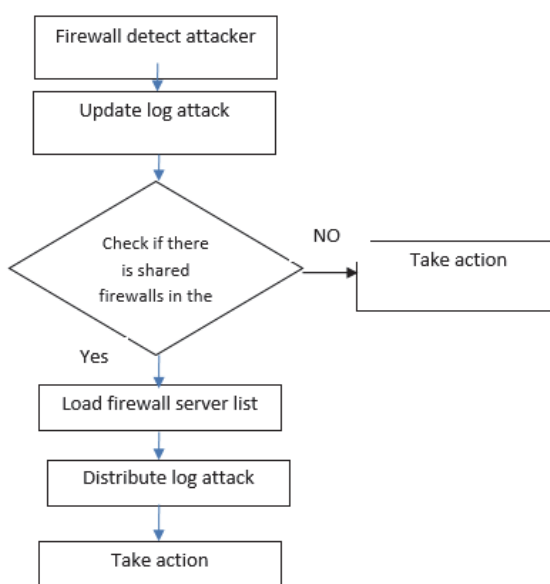 Firewall detect attacker
Update log attack
Check if there
is shared
firewalls in the
NO
Take action
Yes
Load firewall server list
Distribute log attack
Take action